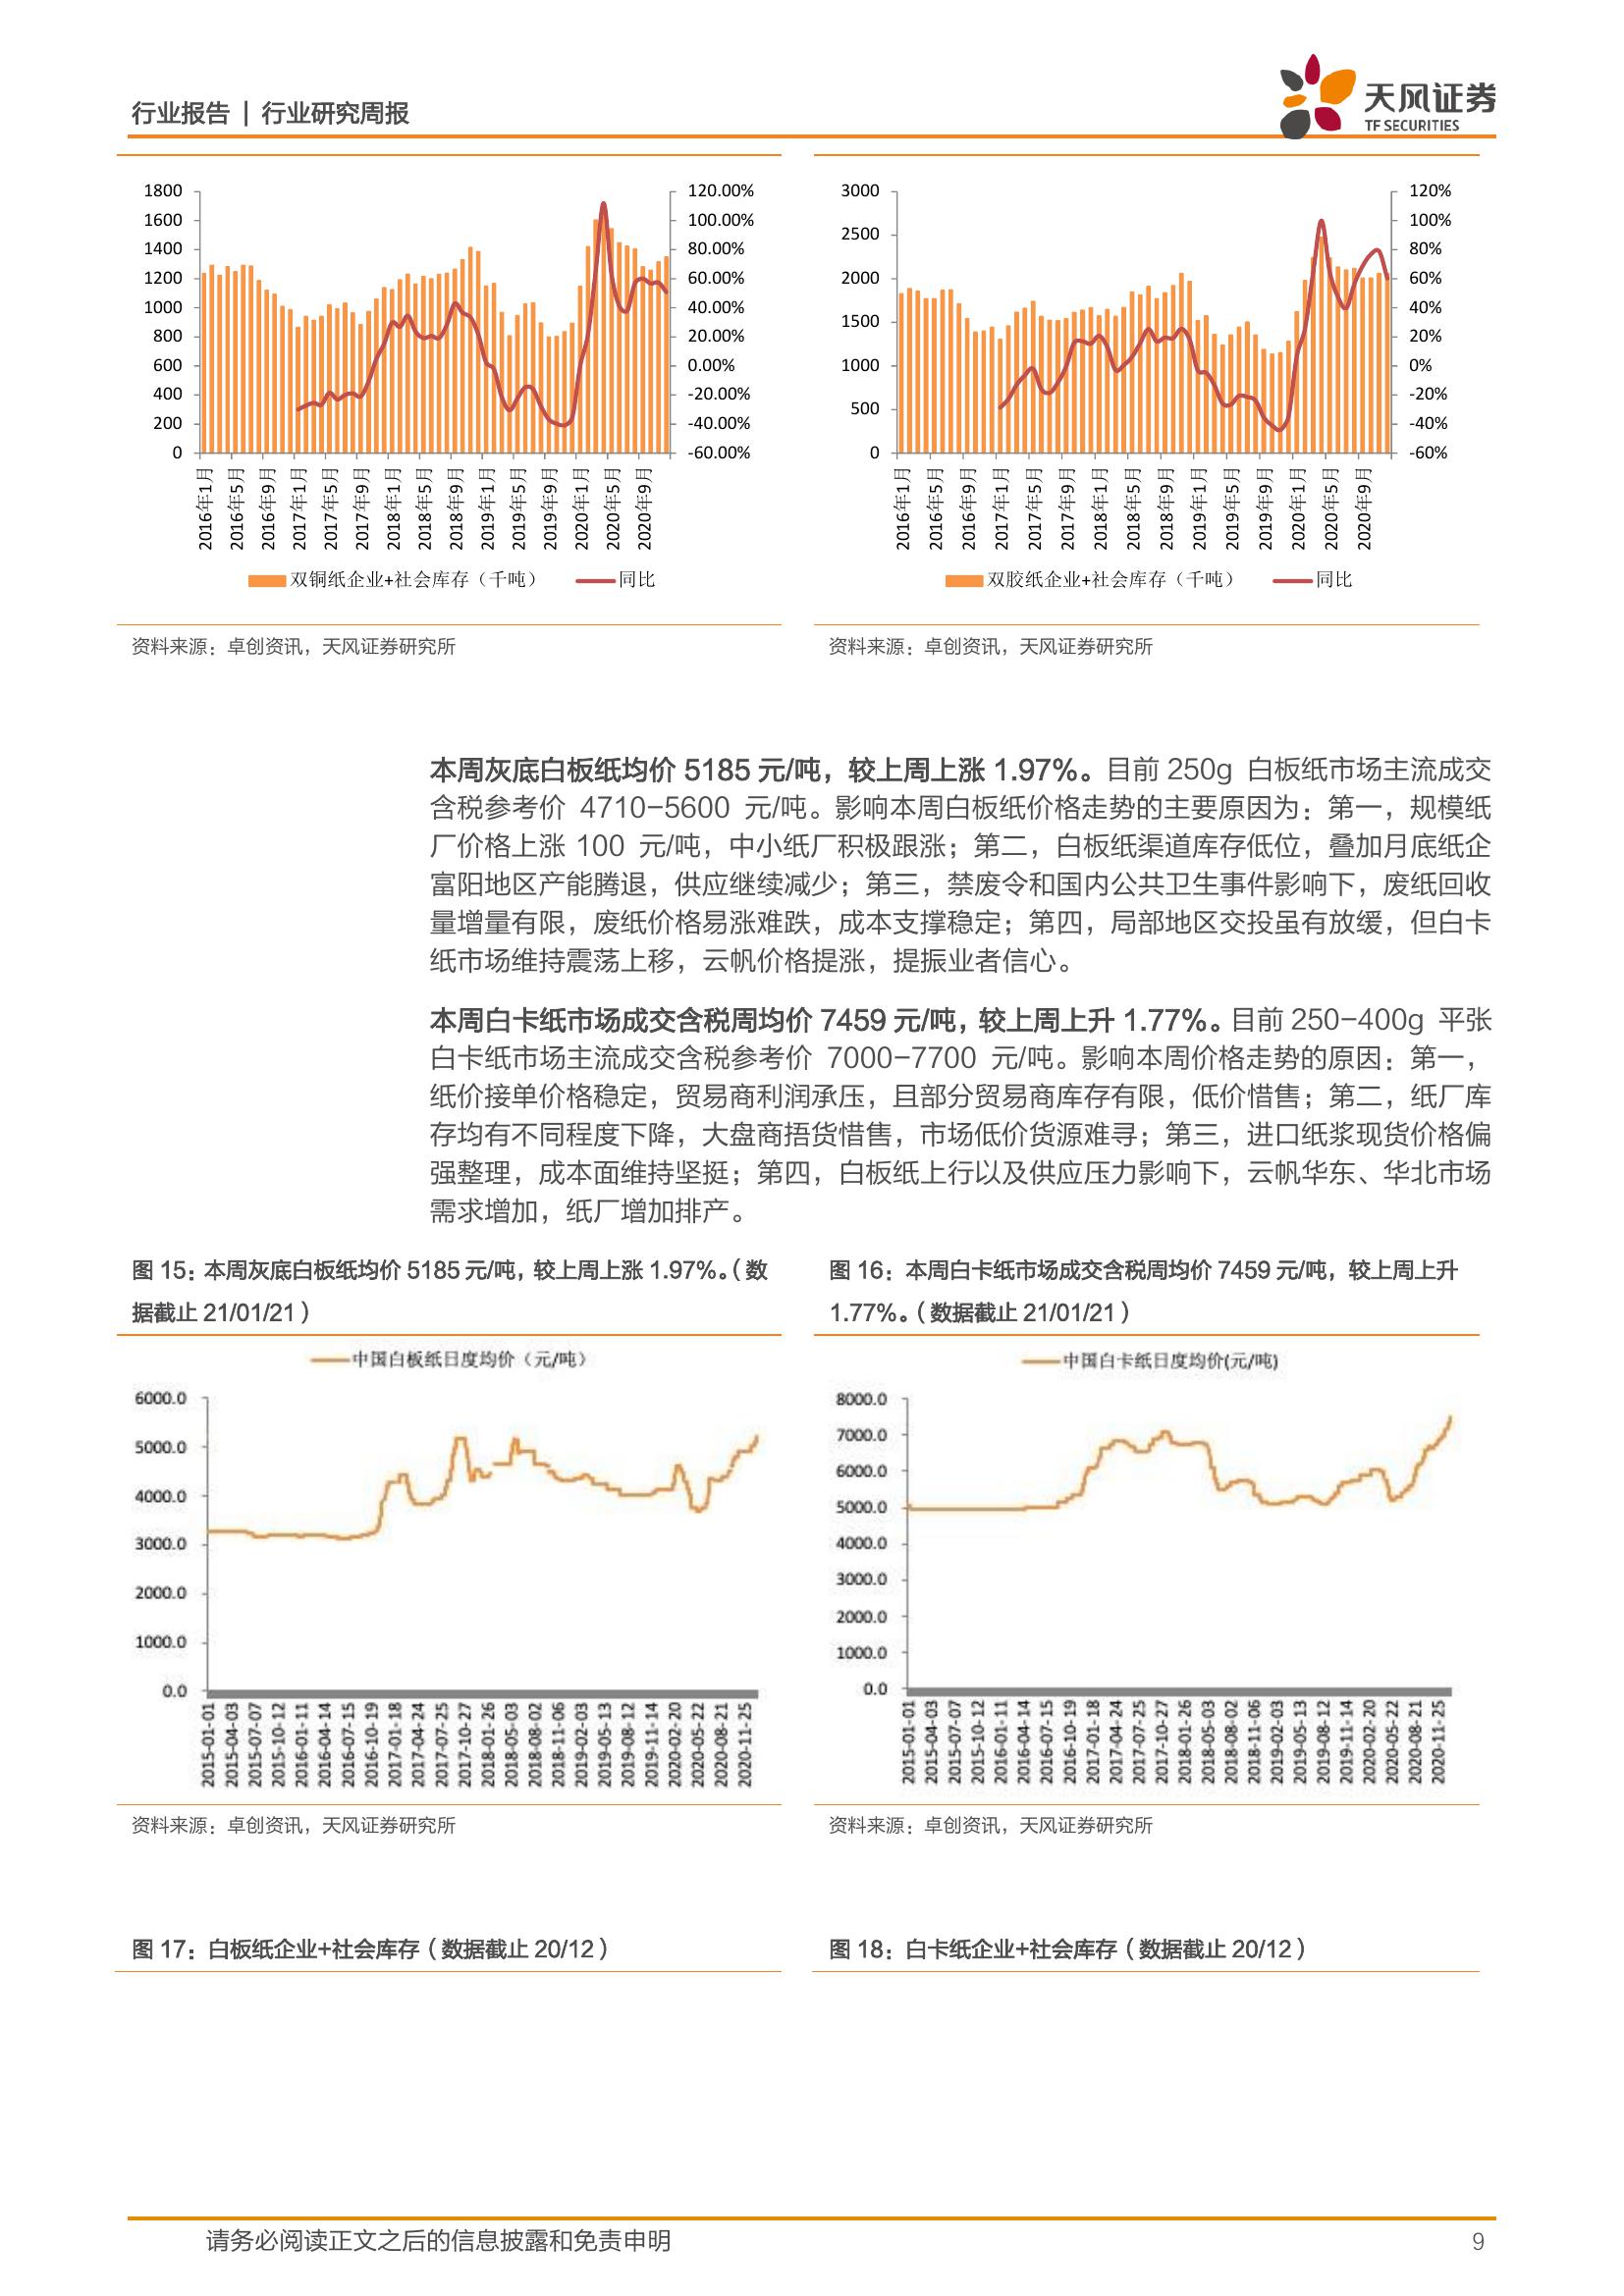 行业报告 | 行业研究周报
天风证券
TF SECURITIES
1800
1600
1400
1200
1000
800
600
400
200
0
120.00%
100.00%
80.00%
60.00%
40.00%
20.00%
0.00%
-20.00%
-40.00%
-60.00%
2016年1月
2016年5月
2016年9月
2017年1月
2017年5月
2017年9月
2018年1月
2018年5月
2018年9月
2019年1月
2019年5月
2019年9月
2020年1月
2020年5月
2020年9月
双铜纸企业+社会库存（千吨） 同比
资料来源：卓创资讯，天风证券研究所
3000
2500
2000
1500
1000
500
0
120%
100%
80%
60%
40%
20%
0%
-20%
-40%
-60%
2016年1月
2016年5月
2016年9月
2017年1月
2017年5月
2017年9月
2018年1月
2018年5月
2018年9月
2019年1月
2019年5月
2019年9月
2020年1月
2020年5月
2020年9月
双胶纸企业+社会库存（千吨） 同比
资料来源：卓创资讯，天风证券研究所
本周灰底白板纸均价 5185 元/吨，较上周上涨 1.97%。目前 250g 白板纸市场主流成交
含税参考价 4710-5600 元/吨。影响本周白板纸价格走势的主要原因为：第一，规模纸
厂价格上涨 100 元/吨，中小纸厂积极跟涨；第二，白板纸渠道库存低位，叠加月底纸企
富阳地区产能腾退，供应继续减少；第三，禁废令和国内公共卫生事件影响下，废纸回收
量增量有限，废纸价格易涨难跌，成本支撑稳定；第四，局部地区交投虽有放缓，但白卡
纸市场维持震荡上移，云帆价格提涨，提振业者信心。
本周白卡纸市场成交含税周均价 7459 元/吨，较上周上升 1.77%。目前 250-400g 平张
白卡纸市场主流成交含税参考价 7000-7700 元/吨。影响本周价格走势的原因：第一，
纸价接单价格稳定，贸易商利润承压，且部分贸易商库存有限，低价惜售；第二，纸厂库
存均有不同程度下降，大盘商捂货惜售，市场低价货源难寻；第三，进口纸浆现货价格偏
强整理，成本面维持坚挺；第四，白板纸上行以及供应压力影响下，云帆华东、华北市场
需求增加，纸厂增加排产。
图 15：本周灰底白板纸均价 5185 元/吨，较上周上涨 1.97%。（数
据截止 21/01/21）
中国白板纸日度均价（元/吨）
6000.0
5000.0
4000.0
3000.0
2000.0
1000.0
0.0
2015-01-01
2015-04-03
2015-07-07
2015-10-12
2016-01-11
2016-04-14
2016-07-15
2016-10-19
2017-01-18
2017-04-24
2017-07-25
2017-10-27
2018-01-26
2018-05-03
2018-08-02
2018-11-06
2019-02-03
2019-05-13
2019-08-12
2019-11-14
2020-02-20
2020-05-22
2020-08-21
2020-11-25
资料来源：卓创资讯，天风证券研究所
图 16：本周白卡纸市场成交含税周均价 7459 元/吨，较上周上升
1.77%。（数据截止 21/01/21）
中国白卡纸日度均价(元/吨)
8000.0
7000.0
6000.0
5000.0
4000.0
3000.0
2000.0
1000.0
0.0
2015-01-01
2015-04-03
2015-07-07
2015-10-12
2016-01-11
2016-04-14
2016-07-15
2016-10-19
2017-01-18
2017-04-24
2017-07-25
2017-10-27
2018-01-26
2018-05-03
2018-08-02
2018-11-06
2019-02-03
2019-05-13
2019-08-12
2019-11-14
2020-02-20
2020-05-22
2020-08-21
2020-11-25
资料来源：卓创资讯，天风证券研究所
图 17：白板纸企业+社会库存（数据截止 20/12）
图 18：白卡纸企业+社会库存（数据截止 20/12）
请务必阅读正文之后的信息披露和免责申明
9